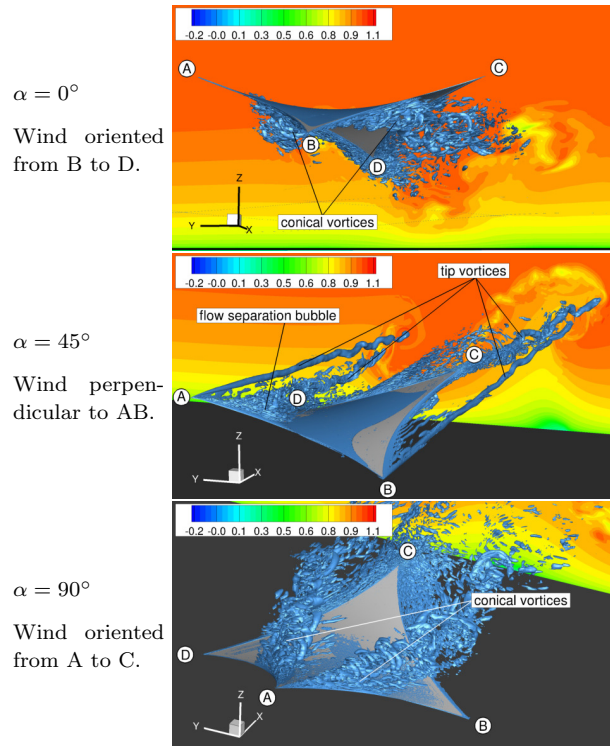 -0.2 0.0 0.1 0.3 0.5 0.6 0.8 0.9 1.1
A
C
α = 0°
Wind oriented
from B to D.
B
D
Z
Y
X
conical vortices
-0.2 0.0 0.1 0.3 0.5 0.6 0.8 0.9 1.1
tip vortices
flow separation bubble
α = 45°
Wind perpen-
dicular to AB.
C
A
D
Z
Y
X
B
-0.2 0.0 0.1 0.3 0.5 0.6 0.8 0.9 1.1
C
α = 90°
Wind oriented
from A to C.
conical vortices
D
A
Z
Y
X
B